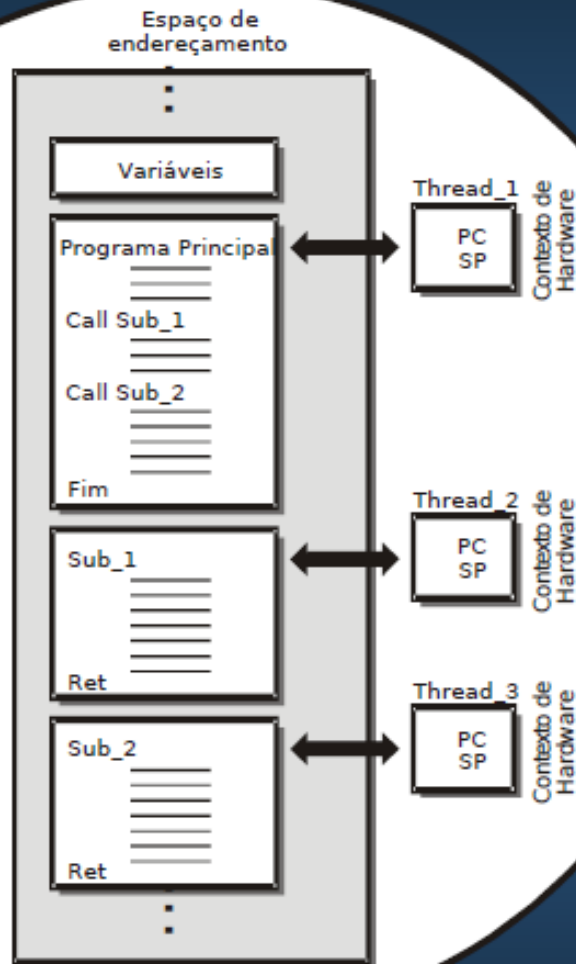 Espaço de
endereçamento
Variáveis
Programa Principal
Call Sub_1
Call Sub_2
Fim
Sub_1
Ret
Sub_2
Ret
Thread_1
PC
SP
Contexto de
Hardware
Thread_2
PC
SP
Contexto de
Hardware
Thread_3
PC
SP
Contexto de
Hardware